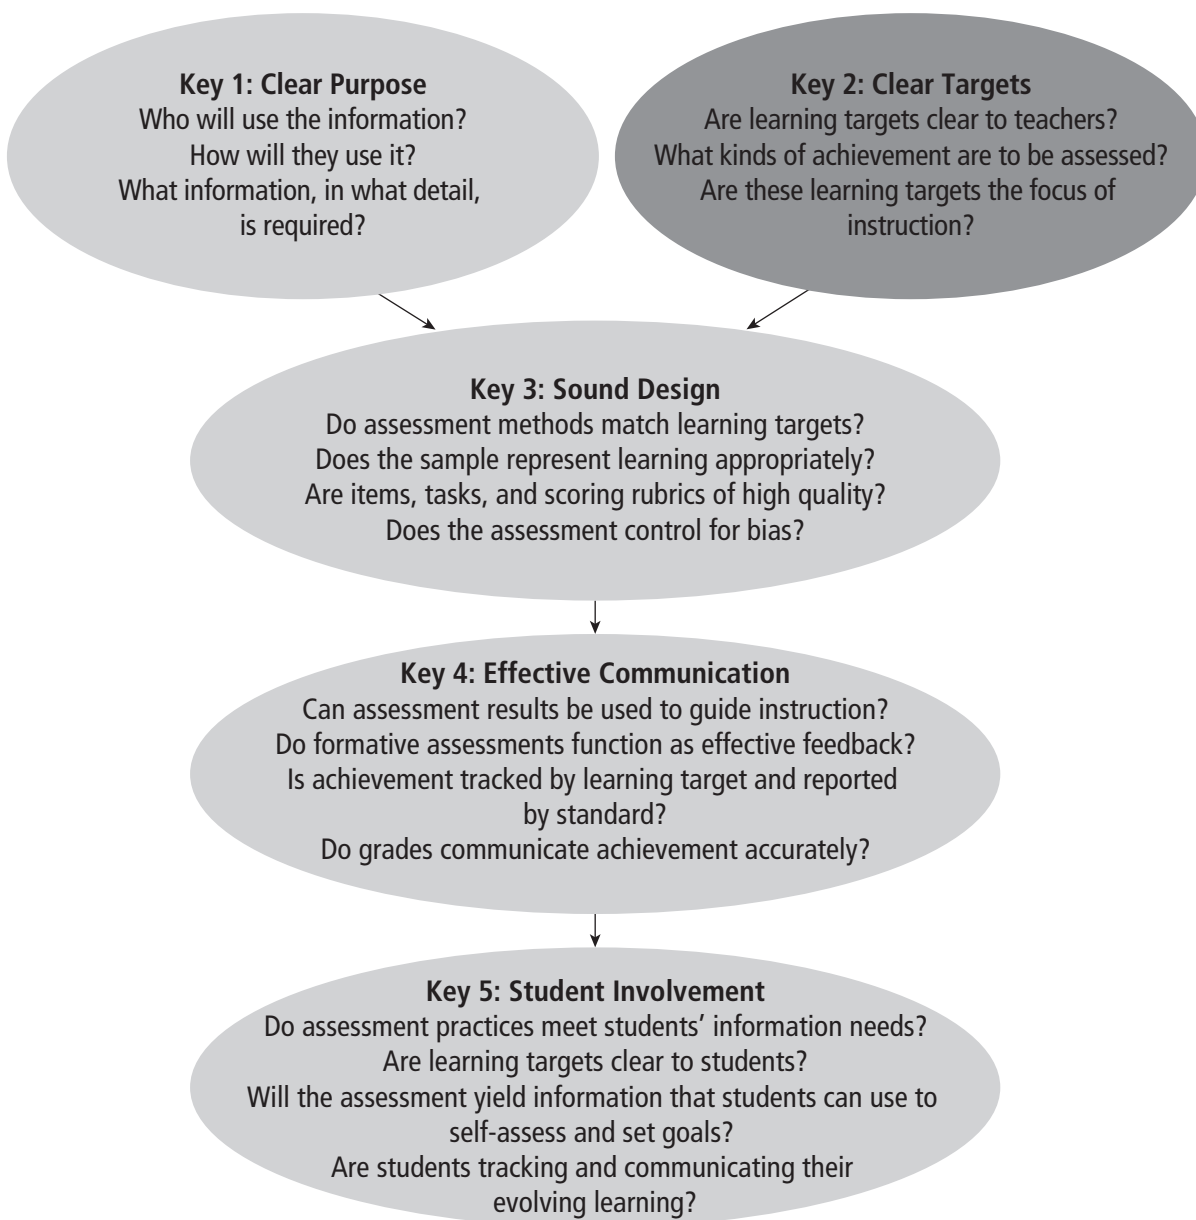 Key 1: Clear Purpose
Who will use the information?
How will they use it?
What information, in what detail,
is required?
Key 2: Clear Targets
Are learning targets clear to teachers?
What kinds of achievement are to be assessed?
Are these learning targets the focus of
instruction?
Key 3: Sound Design
Do assessment methods match learning targets?
Does the sample represent learning appropriately?
Are items, tasks, and scoring rubrics of high quality?
Does the assessment control for bias?
Key 4: Effective Communication
Can assessment results be used to guide instruction?
Do formative assessments function as effective feedback?
Is achievement tracked by learning target and reported
by standard?
Do grades communicate achievement accurately?
Key 5: Student Involvement
Do assessment practices meet students’ information needs?
Are learning targets clear to students?
Will the assessment yield information that students can use to
self-assess and set goals?
Are students tracking and communicating their
evolving learning?